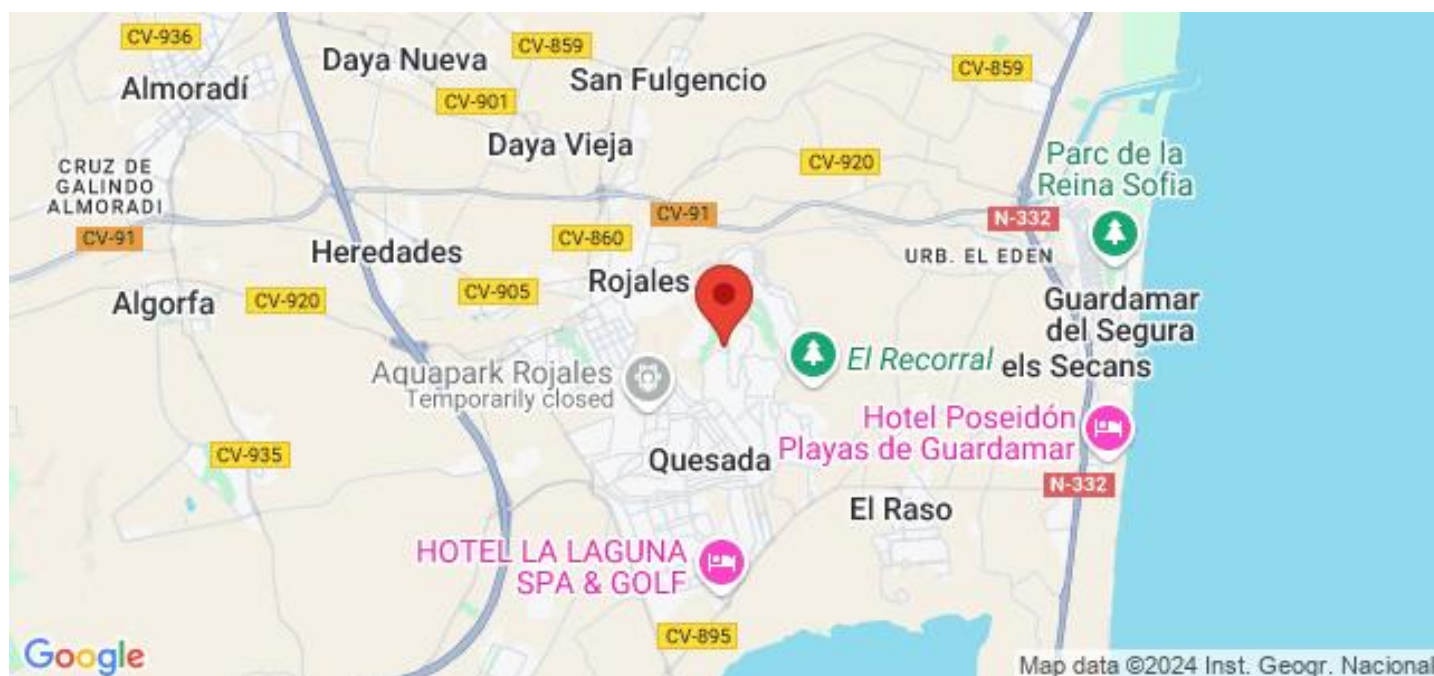 CV-936
Daya Nueva
CV-859
San Fulgencio
CV-859
Almoradí
CV-901
Daya Vieja
CV-920
Parc de la
Reina Sofia
CRUZ DE
GALINDO
ALMORADI
CV-91
N-332
CV-91
CV-860
Heredades
URB. EL EDEN
Rojales
CV-905
CV-920
Algorfa
Guardamar
del Segura
El Recorral
els Secans
Aquapark Rojales
Temporarily closed
Hotel Poseidón
Playas de Guardamar
CV-935
Quesada
N-332
El Raso
HOTEL LA LAGUNA
SPA & GOLF
CV-895
Google
Map data ©2024 Inst. Geogr. Nacional